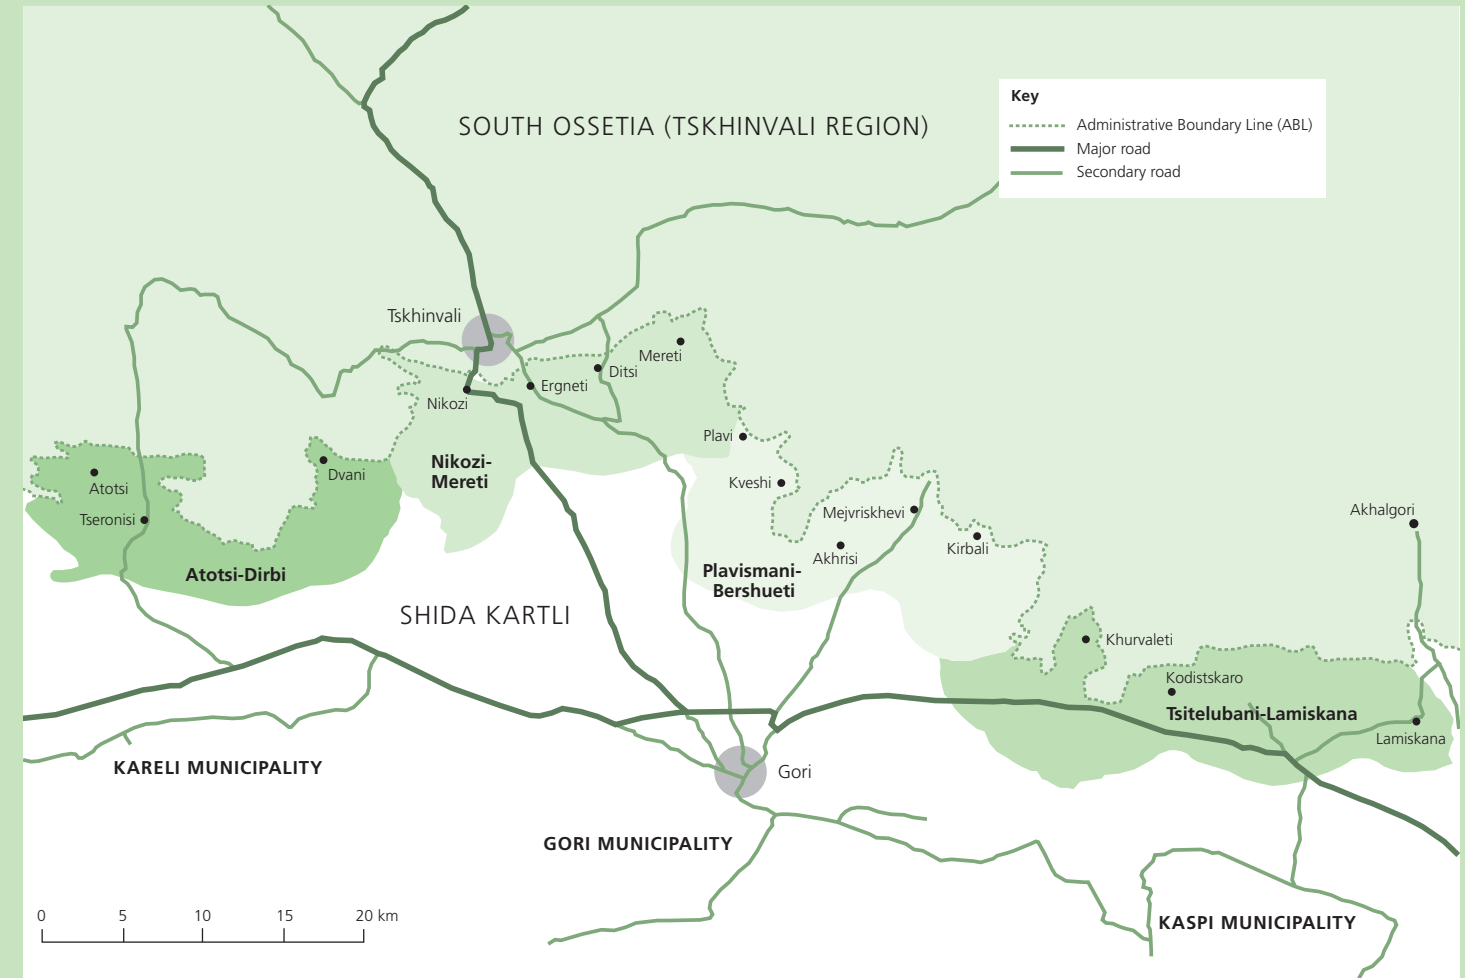 SOUTH OSSETIA (TSKHINVALI REGION)
Key
Administrative Boundary Line (ABL)
Major road
Secondary road
Tskhinvali
Mereti
Ditsi
Ergneti
Nikozi
Plavi
Nikozi-
Mereti
Dvani
Atotsi
Kveshi
Tseronisi
Mejvriskhevi
Akhalgori
Kirbali
Akhrisi
Atotsi-Dirbi
Plavismani-
Bershueti
SHIDA KARTLI
Khurvaleti
Kodistskaro
Tsitelubani-Lamiskana
Lamiskana
KARELI MUNICIPALITY
Gori
GORI MUNICIPALITY
KASPI MUNICIPALITY
0 5 10 15 20 km